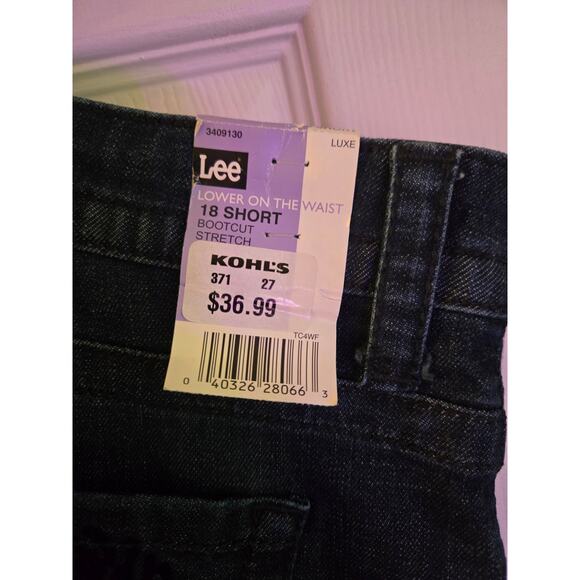 3409130
LUXE
Lee
LOWER ON THE WAIST
18 SHORT
BOOTCUT
STRETCH
KOHL'S
371 27
$36.99
TC4WF
0 40326 28066 3